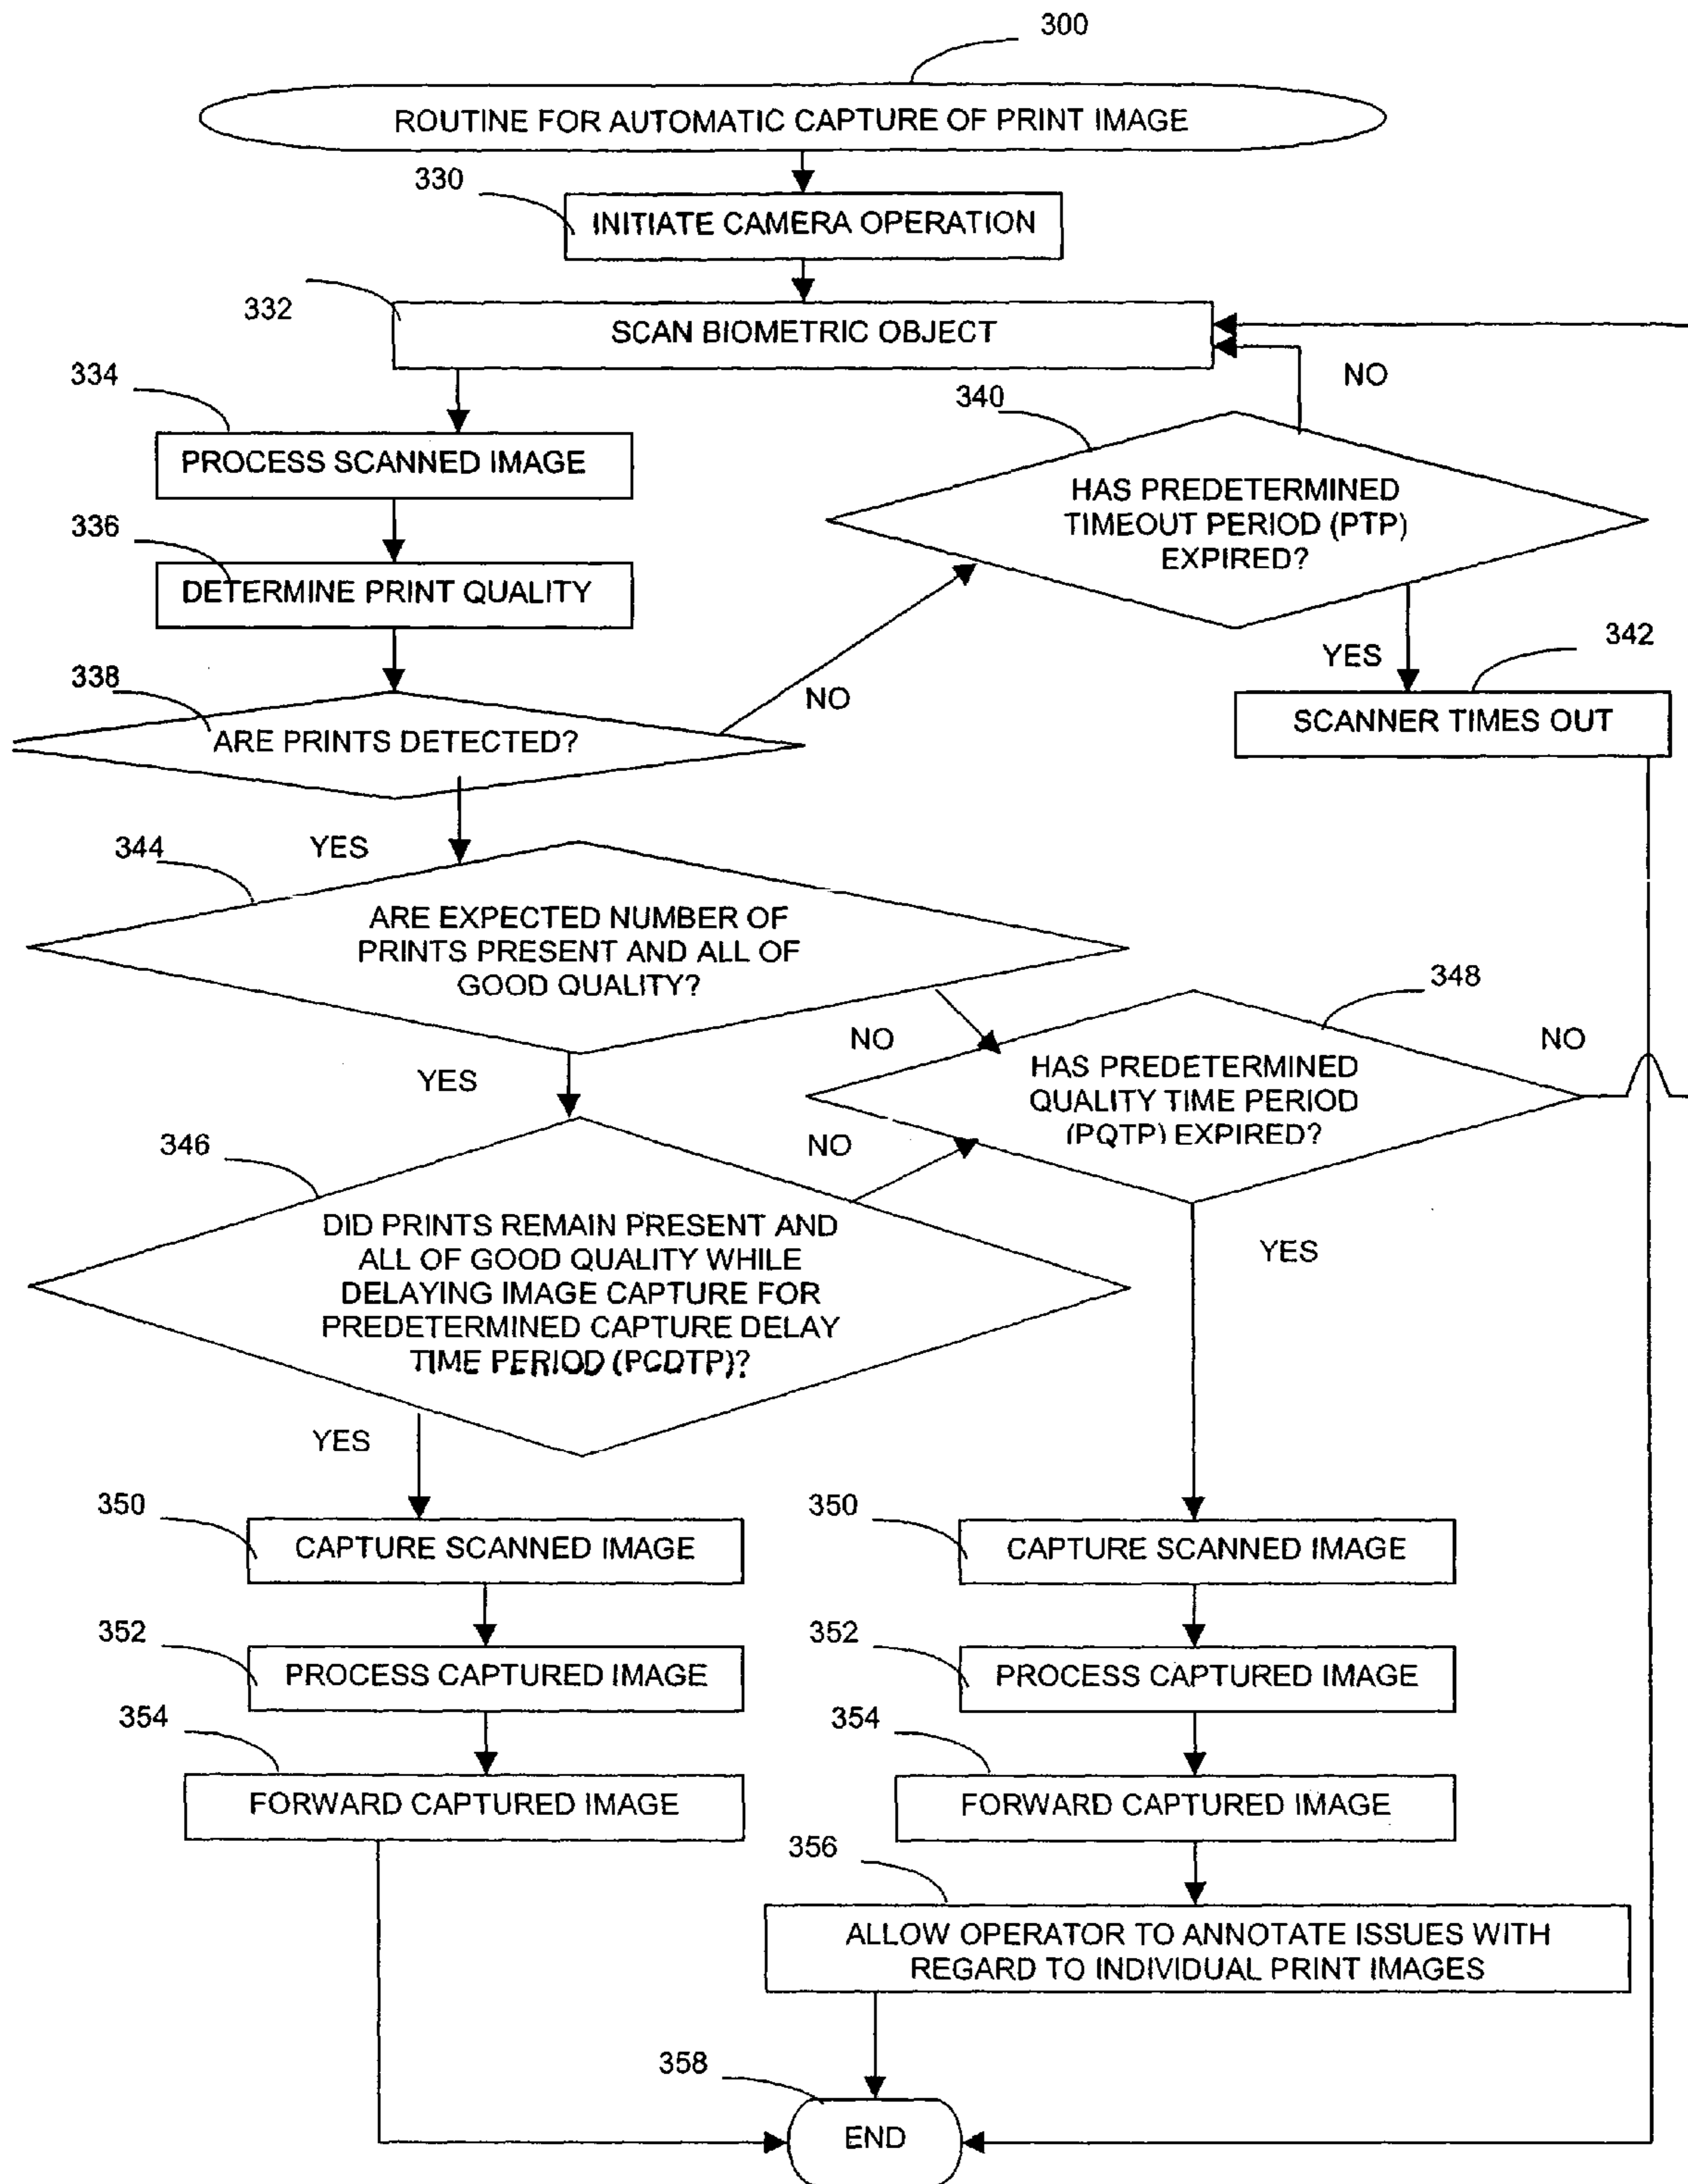 300
ROUTINE FOR AUTOMATIC CAPTURE OF PRINT IMAGE
330
INITIATE CAMERA OPERATION
332
SCAN BIOMETRIC OBJECT
334
PROCESS SCANNED IMAGE
NO
340
HAS PREDETERMINED
TIMEOUT PERIOD (PTP)
EXPIRED?
336
DETERMINE PRINT QUALITY
338
ARE PRINTS DETECTED?
NO
YES
342
SCANNER TIMES OUT
YES
344
ARE EXPECTED NUMBER OF
PRINTS PRESENT AND ALL OF
GOOD QUALITY?
NO
348
HAS PREDETERMINED
QUALITY TIME PERIOD
(PQTP) EXPIRED?
NO
YES
346
NO
DID PRINTS REMAIN PRESENT AND
ALL OF GOOD QUALITY WHILE
DELAYING IMAGE CAPTURE FOR
PREDETERMINED CAPTURE DELAY
TIME PERIOD (PCDTP)?
YES
YES
350
CAPTURE SCANNED IMAGE
350
CAPTURE SCANNED IMAGE
352
PROCESS CAPTURED IMAGE
352
PROCESS CAPTURED IMAGE
354
FORWARD CAPTURED IMAGE
354
FORWARD CAPTURED IMAGE
356
ALLOW OPERATOR TO ANNOTATE ISSUES WITH
REGARD TO INDIVIDUAL PRINT IMAGES
358
END